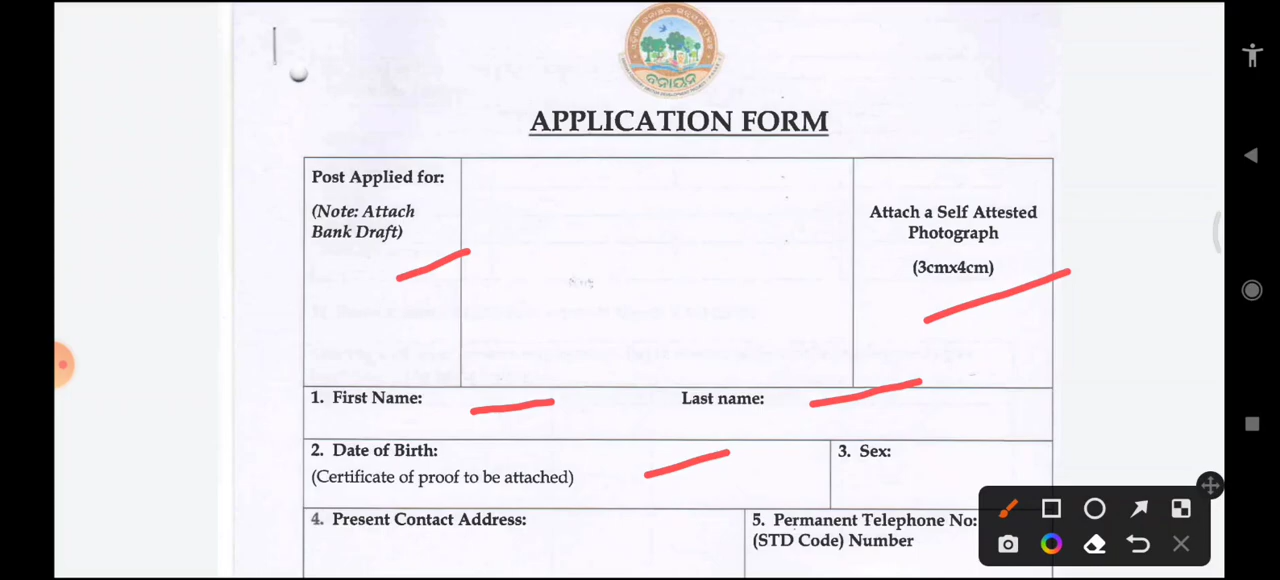 ବନାୟନ
APPLICATION FORM
Post Applied for:
(Note: Attach
Bank Draft)
Attach a Self Attested
Photograph
(3cmx4cm)
1. First Name:
Last name:
2. Date of Birth:
(Certificate of proof to be attached)
3. Sex:
4. Present Contact Address:
5. Permanent Telephone No:
(STD Code) Number